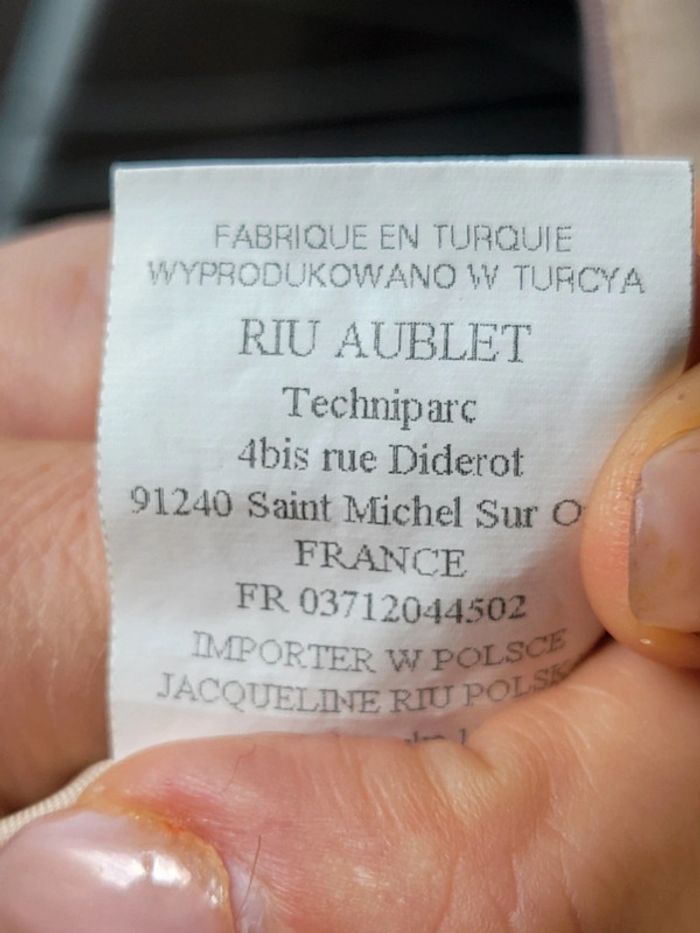 FABRIQUE EN TURQUIE
WYPRODUKOWANO W TURCYA
RIU AUBLET
Techniparc
4bis rue Diderot
91240 Saint Michel Sur O
FRANCE
FR 03712044502
IMPORTER W POLSCE
JACQUELINE RIU POLSK